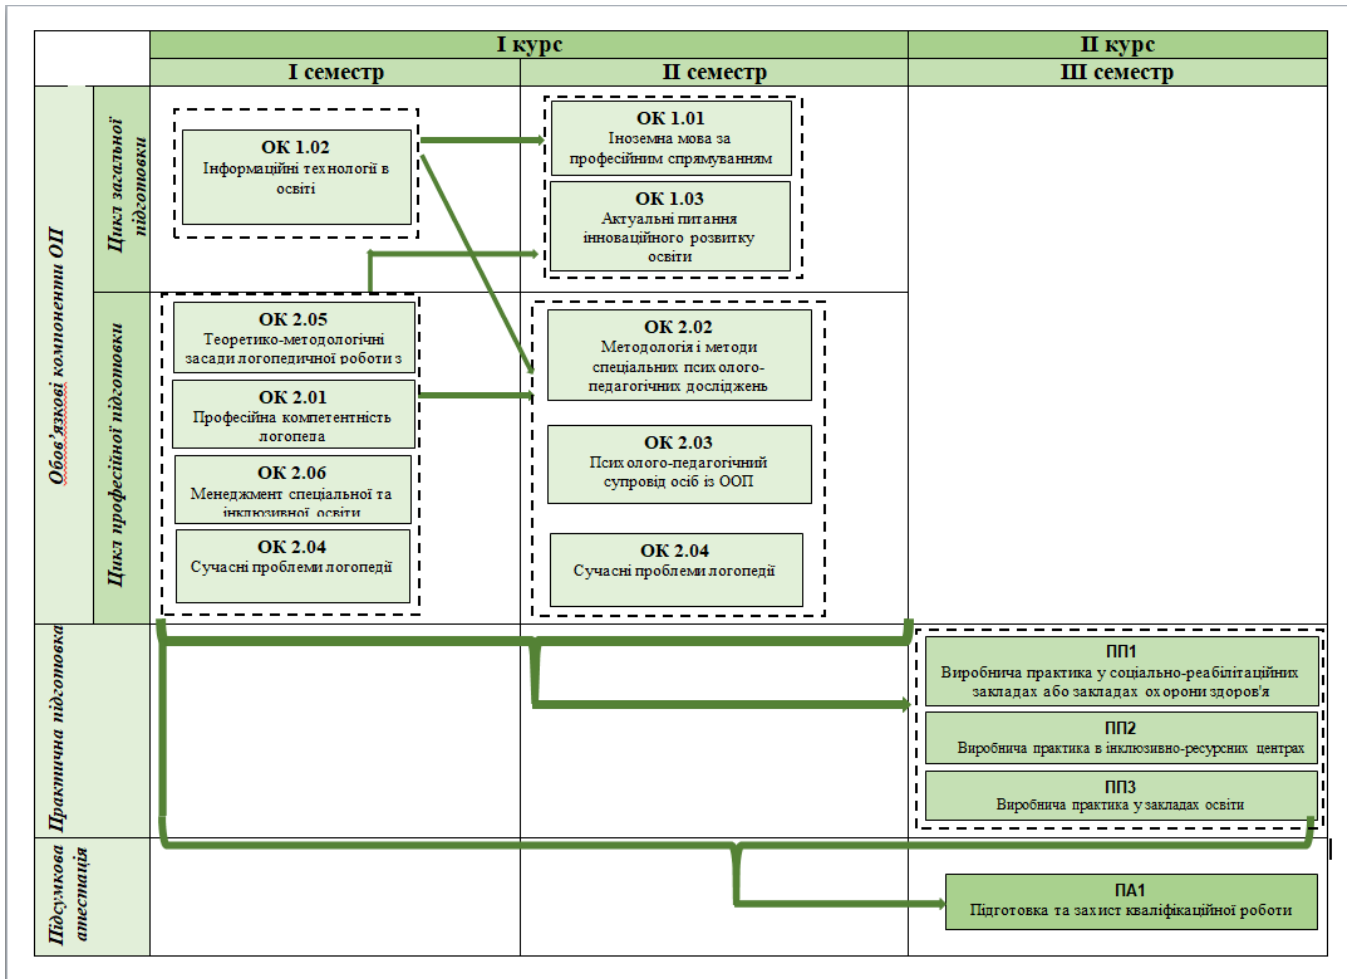 I курс
II курс
I семестр
II семестр
III семестр
Обов’язкові компоненти ОП
Цикл загальної
підготовки
ОК 1.02
Інформаційні технології в
освіті
ОК 1.01
Іноземна мова за
професійним спрямуванням
ОК 1.03
Актуальні питання
інноваційного розвитку
освіти
Цикл професійної підготовки
ОК 2.05
Теоретико-методологічні
засади логопедичної роботи з
ОК 2.01
Професійна компетентність
логопеда
ОК 2.06
Менеджмент спеціальної та
інклюзивної освіти
ОК 2.04
Сучасні проблеми логопедії
ОК 2.02
Методологія і методи
спеціальних психолого-
педагогічних досліджень
ОК 2.03
Психолого-педагогічний
супровід осіб із ООП
ОК 2.04
Сучасні проблеми логопедії
Практична підготовка
ПП1
Виробнича практика у соціально-реабілітаційних
закладах або закладах охорони здоров'я
ПП2
Виробнича практика в інклюзивно-ресурсних центрах
ПП3
Виробнича практика у закладах освіти
Підсумкова
атестація
ПА1
Підготовка та захист кваліфікаційної роботи